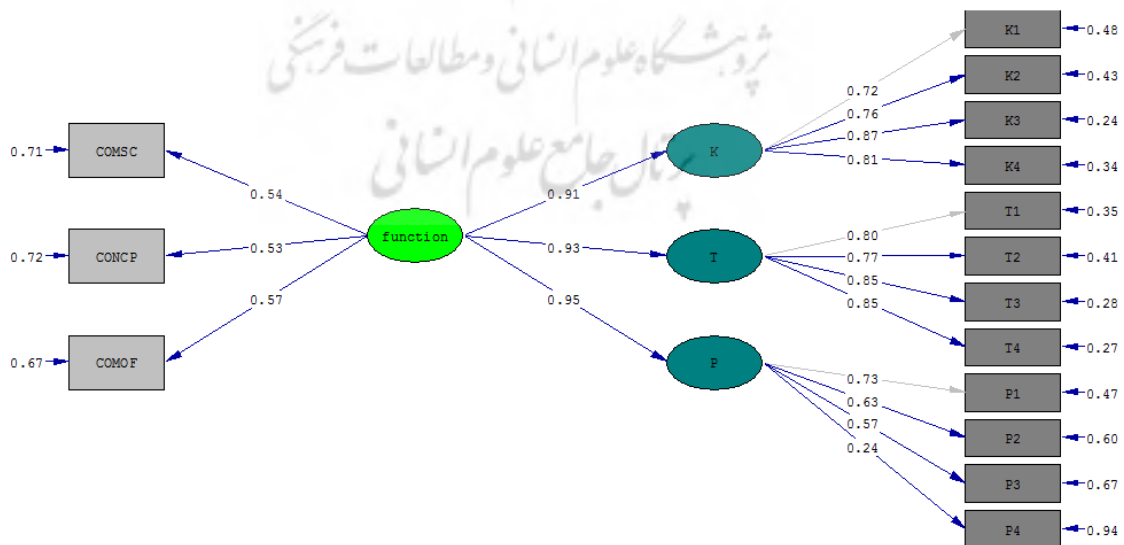 پژوهشگاه علوم انسانی و مطالعات فرهنگی
پرتال جامع علوم انسانی
0.71 COMSC
0.72 CONCP
0.67 COMOF
0.54
0.53
0.57
function
0.91
0.93
0.95
K
T
P
0.72
0.76
0.87
0.81
0.80
0.77
0.85
0.85
0.73
0.63
0.57
0.24
K1 0.48
K2 0.43
K3 0.24
K4 0.34
T1 0.35
T2 0.41
T3 0.28
T4 0.27
P1 0.47
P2 0.60
P3 0.67
P4 0.94